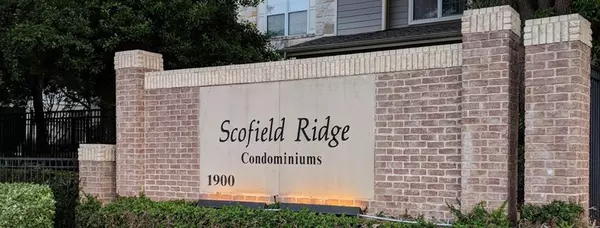 Scofield Ridge
Condominiums
1900